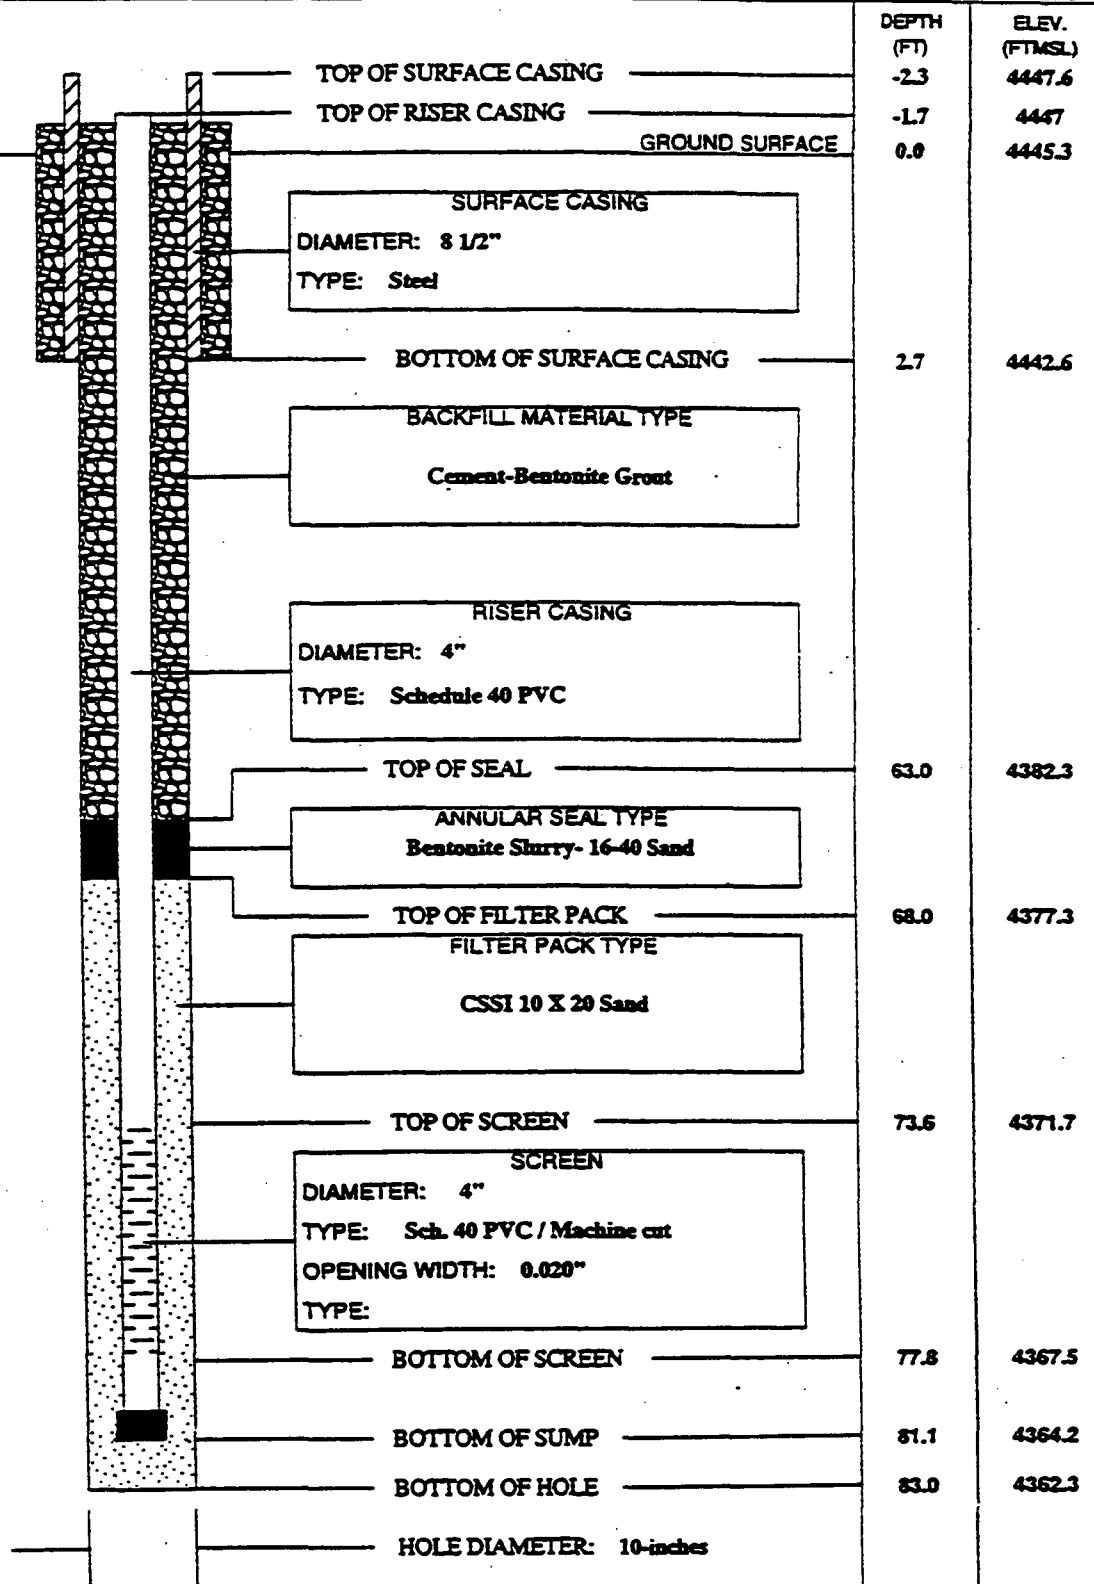 DEPTH ELEV.
(FT) (FTMSL)
TOP OF SURFACE CASING -2.3 4447.6
TOP OF RISER CASING -1.7 4447
GROUND SURFACE 0.0 4445.3
SURFACE CASING
DIAMETER: 8 1/2"
TYPE: Steel
BOTTOM OF SURFACE CASING 2.7 4442.6
BACKFILL MATERIAL TYPE
Cement-Bentonite Grout
RISER CASING
DIAMETER: 4"
TYPE: Schedule 40 PVC
TOP OF SEAL 63.0 4382.3
ANNULAR SEAL TYPE
Bentonite Slurry- 16-40 Sand
TOP OF FILTER PACK 68.0 4377.3
FILTER PACK TYPE
CSSI 10 X 20 Sand
TOP OF SCREEN 73.6 4371.7
SCREEN
DIAMETER: 4"
TYPE: Sch. 40 PVC / Machine cut
OPENING WIDTH: 0.020"
TYPE:
BOTTOM OF SCREEN 77.8 4367.5
BOTTOM OF SUMP 81.1 4364.2
BOTTOM OF HOLE 83.0 4362.3
HOLE DIAMETER: 10-inches